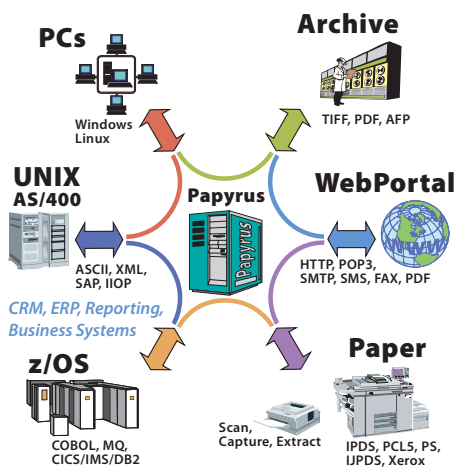 PCs
Windows
Linux
Archive
TIFF, PDF, AFP
UNIX
AS/400
ASCII, XML,
SAP, IIOP
Papyrus
Papyrus
WebPortal
WWW
HTTP, POP3,
SMTP, SMS, FAX, PDF
CRM, ERP, Reporting,
Business Systems
z/OS
COBOL, MQ,
CICS/IMS/DB2
Scan,
Capture, Extract
Paper
IPDS, PCL5, PS,
IJPDS, Xerox